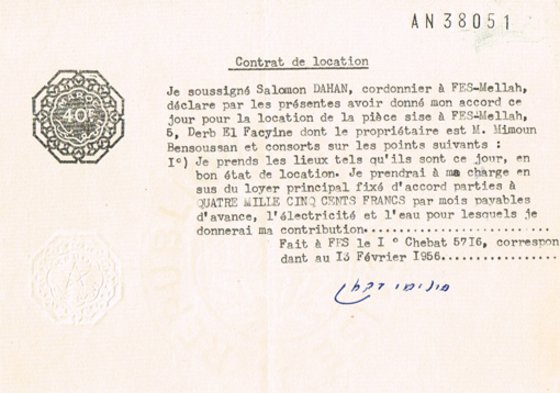 AN38051
Contrat de location
Je soussigné Salomon DAHAN, cordonnier à FES-Mellah,
déclare par les présentes avoir donné mon accord ce
jour pour la location de la pièce sise à FES-Mellah,
5, Derb El Facyine dont le propriétaire est M. Mimoun
Bensoussan et consorts sur les points suivants :
I°) Je prends les lieux tels qu'ils sont ce jour, en
bon état de location. Je prendrai à ma charge en
sus du loyer principal fixé d'accord parties à
QUATRE MILLE CINQ CENTS FRANCS par mois payables
d'avance, l'électricité et l'eau pour lesquels je
donnerai ma contribution......................
Fait à FES le I° Chebat 57I6, correspon
dant au I3 Février I956...............
40F